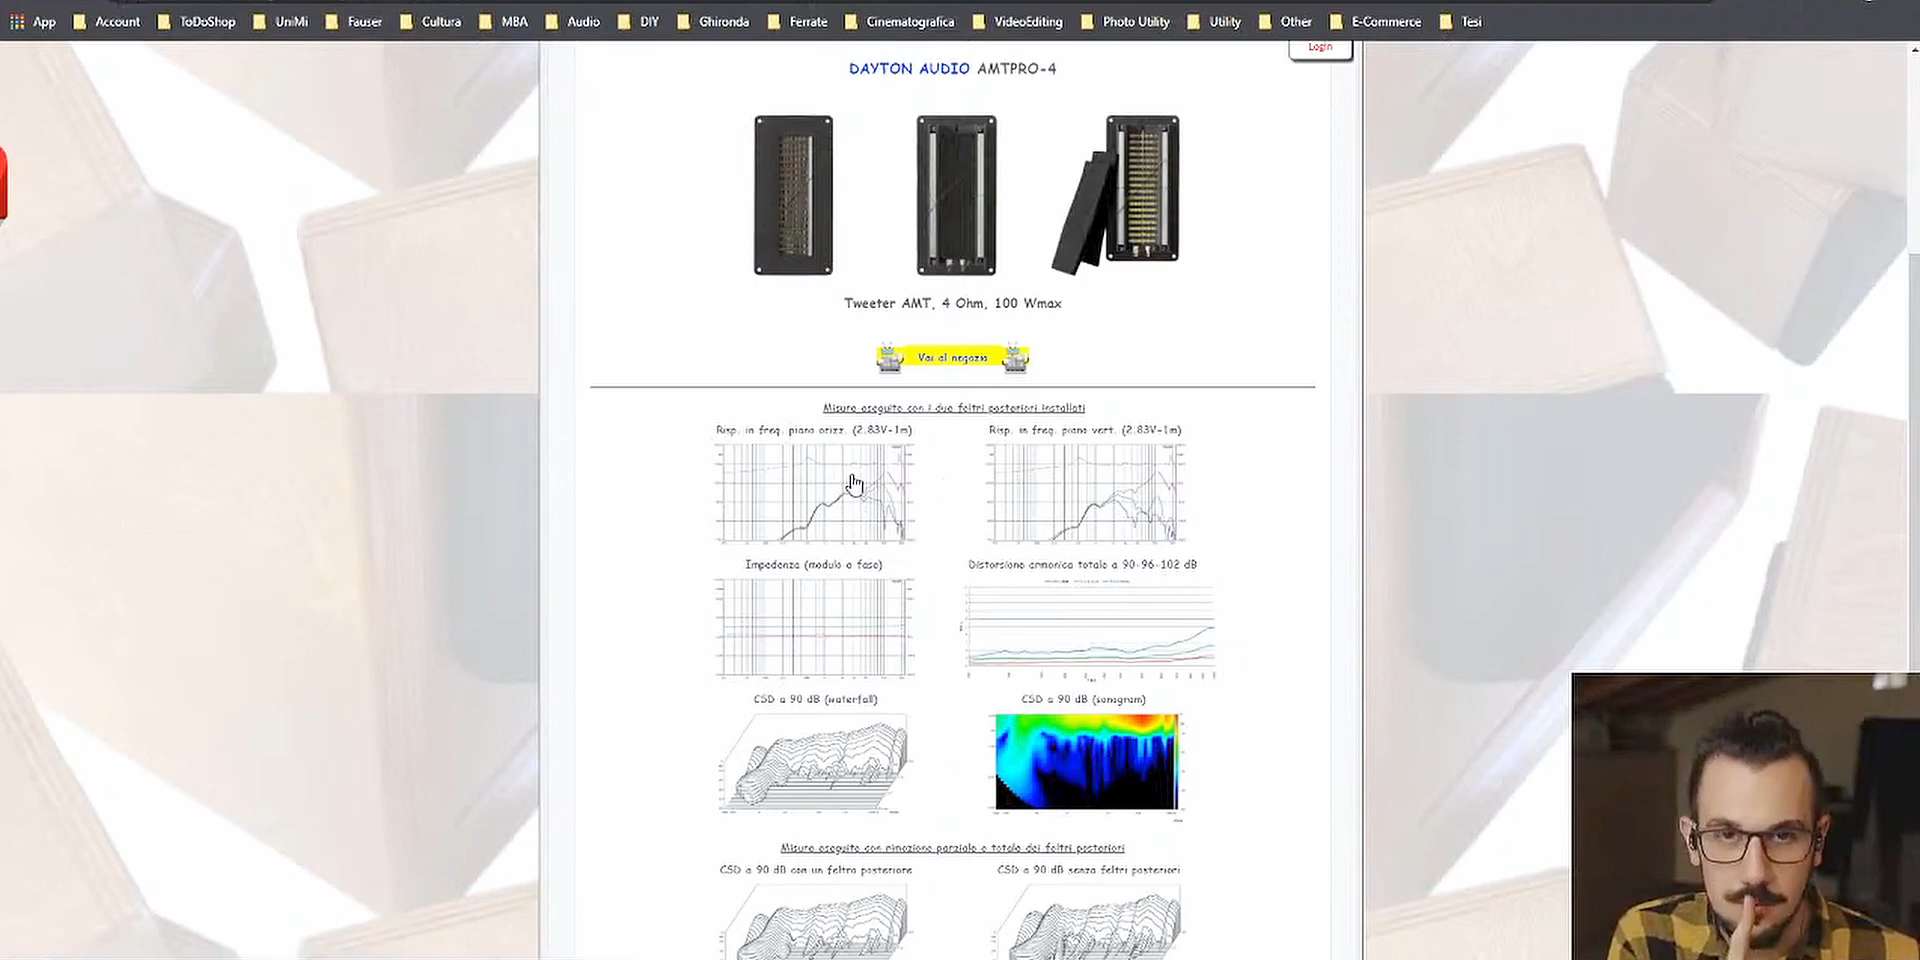 App Account ToDoShop UniMi Fauser Cultura MBA Audio DIY Ghironda Ferrate Cinematografica VideoEditing Photo Utility Utility Other E-Commerce Tesi
Login
DAYTON AUDIO AMTPRO-4
Tweeter AMT, 4 Ohm, 100 Wmax
Vai al negozio
Misure eseguite con i due feltri posteriori installati
Risp. in freq. piano orizz. (2.83V-1m)
Risp. in freq. piano vert. (2.83V-1m)
Impedenza (modulo e fase)
Distorsione armonica totale a 90-96-102 dB
CSD a 90 dB (waterfall)
CSD a 90 dB (sonogram)
Misure eseguite con rimozione parziale e totale dei feltri posteriori
CSD a 90 dB con un feltro posteriore
CSD a 90 dB senza feltri posteriori